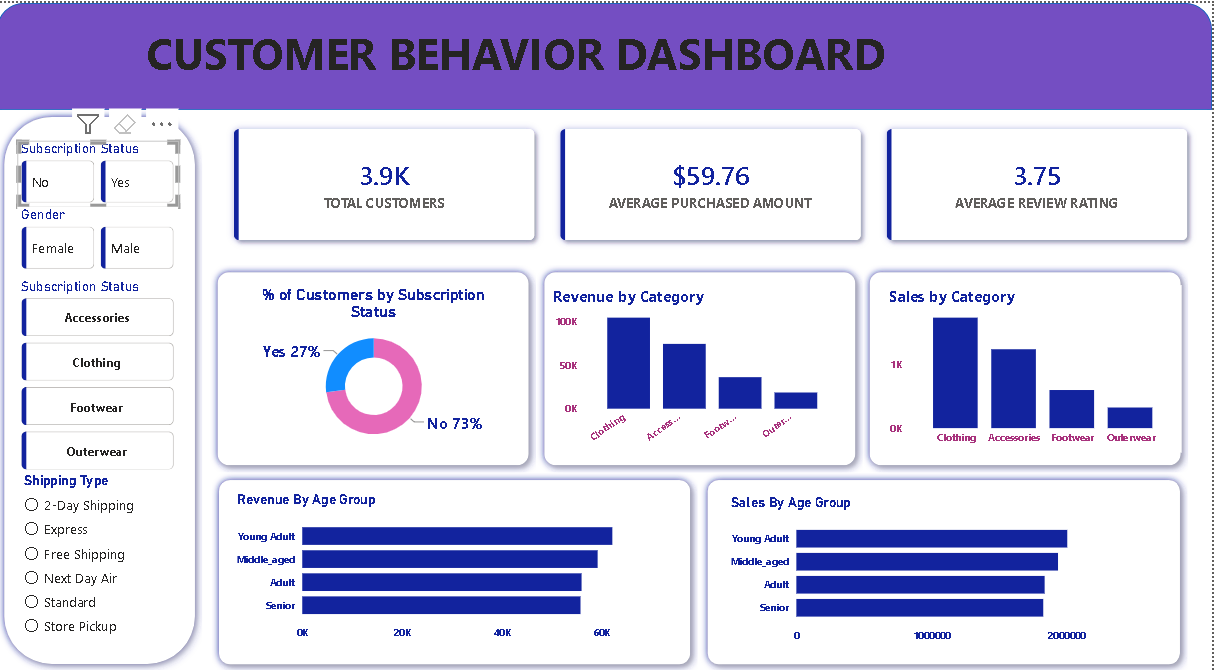 CUSTOMER BEHAVIOR DASHBOARD
Subscription Status
No
Yes
Gender
Female
Male
Subscription Status
Accessories
Clothing
Footwear
Outerwear
Shipping Type
2-Day Shipping
Express
Free Shipping
Next Day Air
Standard
Store Pickup
3.9K
TOTAL CUSTOMERS
$59.76
AVERAGE PURCHASED AMOUNT
3.75
AVERAGE REVIEW RATING
% of Customers by Subscription
Status
Yes 27%
No 73%
Revenue by Category
100K
50K
0K
Clothing
Access...
Footw...
Outer...
Sales by Category
1K
0K
Clothing
Accessories
Footwear
Outerwear
Revenue By Age Group
Young Adult
Middle_aged
Adult
Senior
0K
20K
40K
60K
Sales By Age Group
Young Adult
Middle_aged
Adult
Senior
0
1000000
2000000